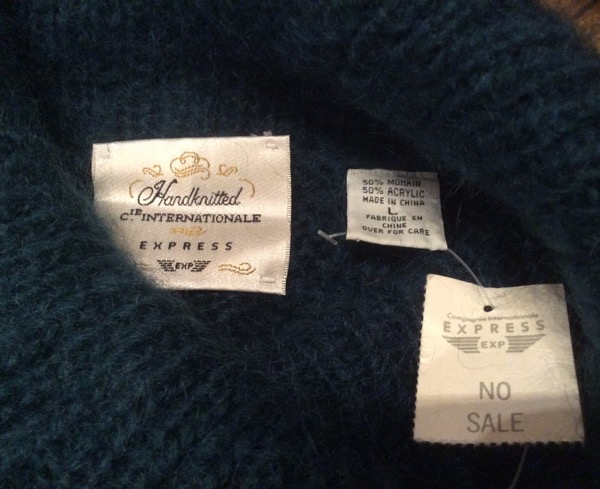 Handknitted
C.IE INTERNATIONALE
EXPRESS
EXP
50% MOHAIR
50% ACRYLIC
MADE IN CHINA
L
FABRIQUE EN
CHINE
OVER FOR CARE
Compagnie Internationale
EXPRESS
EXP
NO
SALE